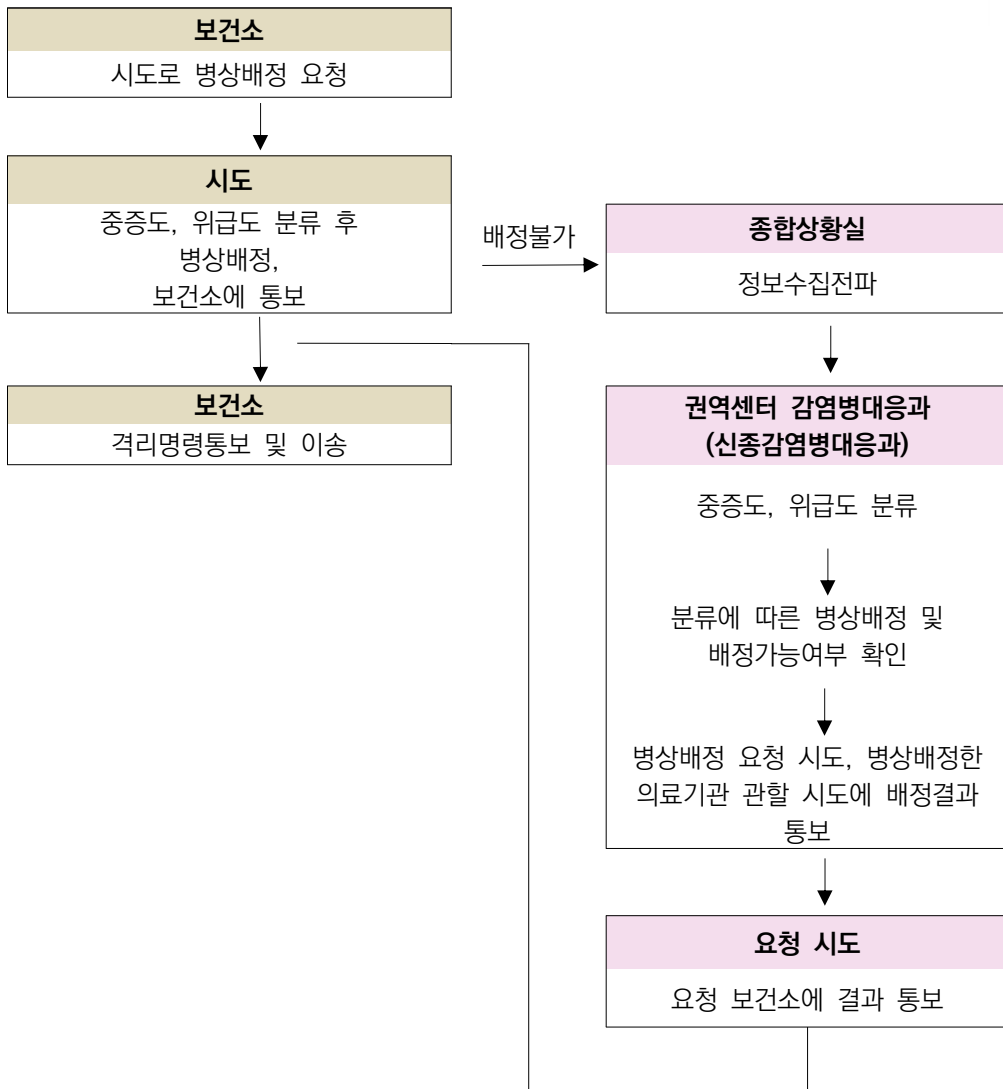 보건소
시도로 병상배정 요청
시도
중증도, 위급도 분류 후
병상배정,
보건소에 통보
보건소
격리명령통보 및 이송
배정불가
종합상황실
정보수집전파
권역센터 감염병대응과
(신종감염병대응과)
중증도, 위급도 분류
분류에 따른 병상배정 및
배정가능여부 확인
병상배정 요청 시도, 병상배정한
의료기관 관할 시도에 배정결과
통보
요청 시도
요청 보건소에 결과 통보